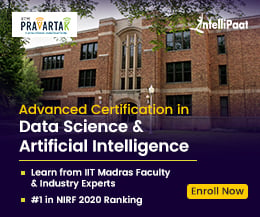 IITM
PRAVARTAK
IntelliPaat
Advanced Certification in
Data Science &
Artificial Intelligence
Learn from IIT Madras Faculty
& Industry Experts
#1 in NIRF 2020 Ranking
Enroll Now